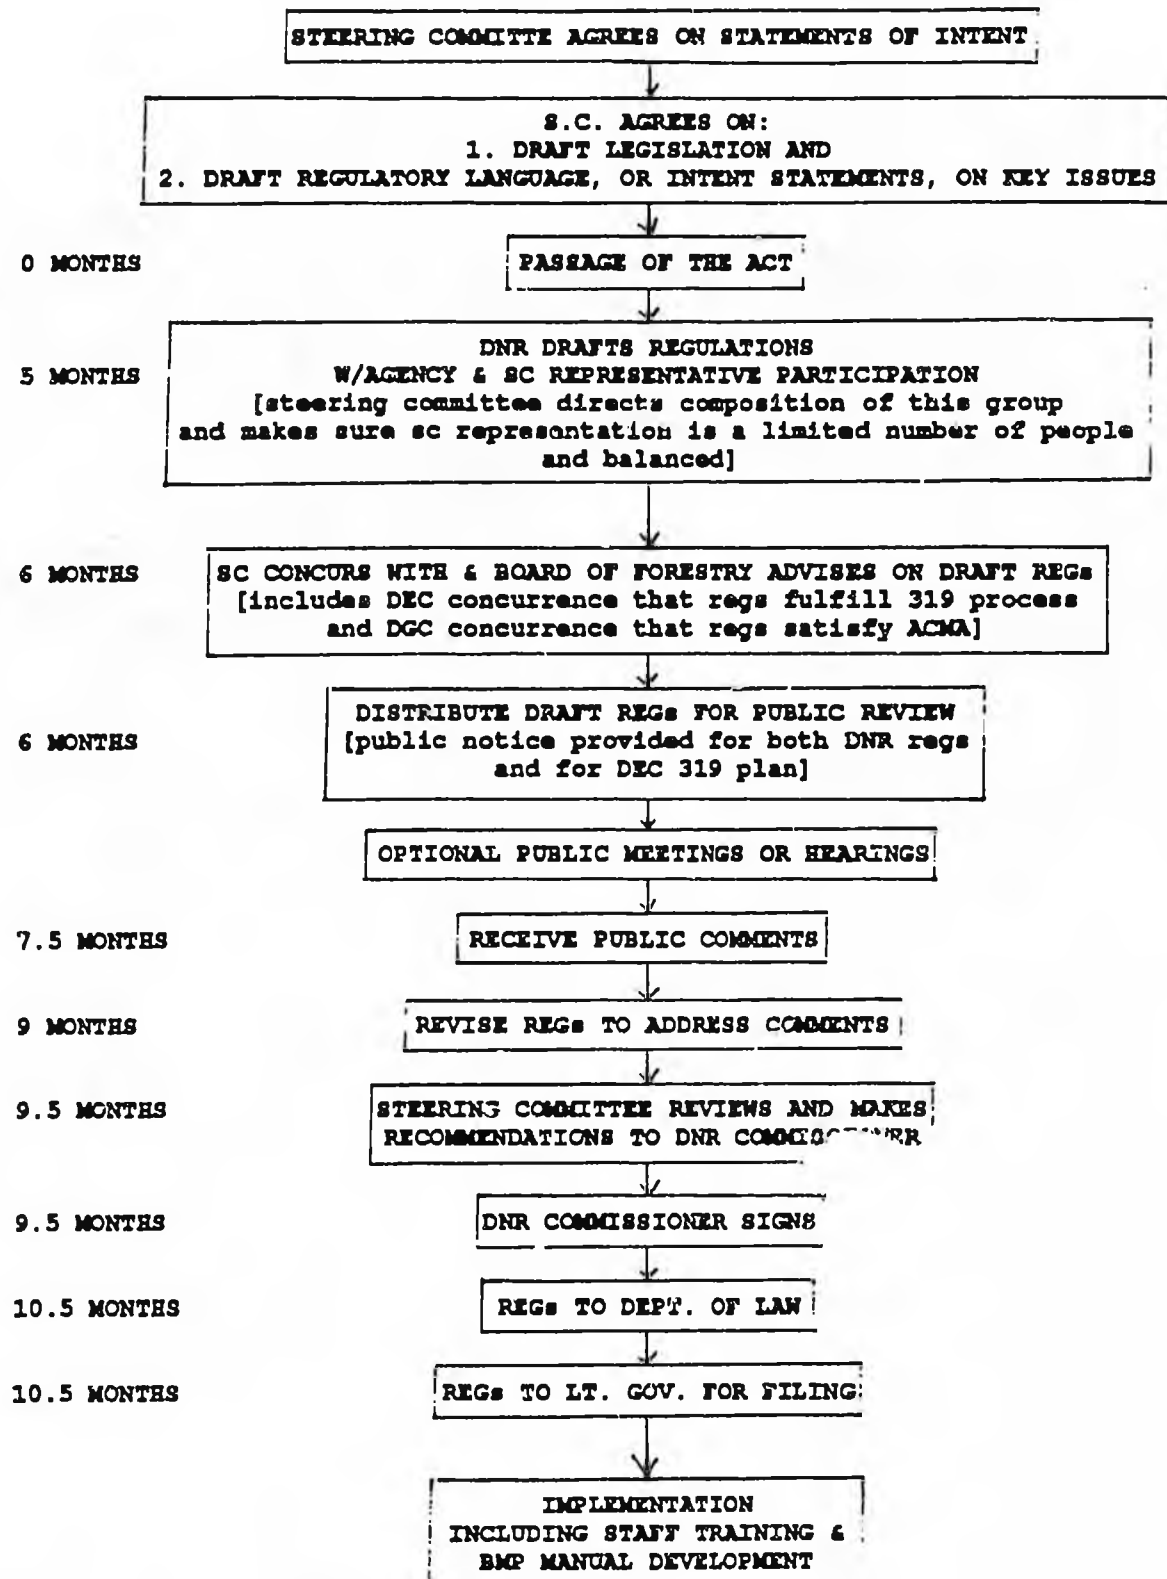 STEERING COMMITTE AGREES ON STATEMENTS OF INTENT
S.C. AGREES ON:
1. DRAFT LEGISLATION AND
2. DRAFT REGULATORY LANGUAGE, OR INTENT STATEMENTS, ON KEY ISSUES
0 MONTHS
PASSAGE OF THE ACT
DNR DRAFTS REGULATIONS
5 MONTHS
W/AGENCY & SC REPRESENTATIVE PARTICIPATION
[steering committee directs composition of this group
and makes sure sc representation is a limited number of people
and balanced]
6 MONTHS
SC CONCURS WITH & BOARD OF FORESTRY ADVISES ON DRAFT REGs
[includes DEC concurrence that regs fulfill 319 process
and DGC concurrence that regs satisfy ACMA]
DISTRIBUTE DRAFT REGs FOR PUBLIC REVIEW
6 MONTHS
[public notice provided for both DNR regs
and for DEC 319 plan]
OPTIONAL PUBLIC MEETINGS OR HEARINGS
7.5 MONTHS
RECEIVE PUBLIC COMMENTS
9 MONTHS
REVISE REGs TO ADDRESS COMMENTS
9.5 MONTHS
STEERING COMMITTEE REVIEWS AND MAKES
RECOMMENDATIONS TO DNR
9.5 MONTHS
DNR COMMISSIONER SIGNS
10.5 MONTHS
REGs TO DEPT. OF LAW
10.5 MONTHS
REGs TO LT. GOV. FOR FILING
IMPLEMENTATION
INCLUDING STAFF TRAINING &
BMP MANUAL DEVELOPMENT